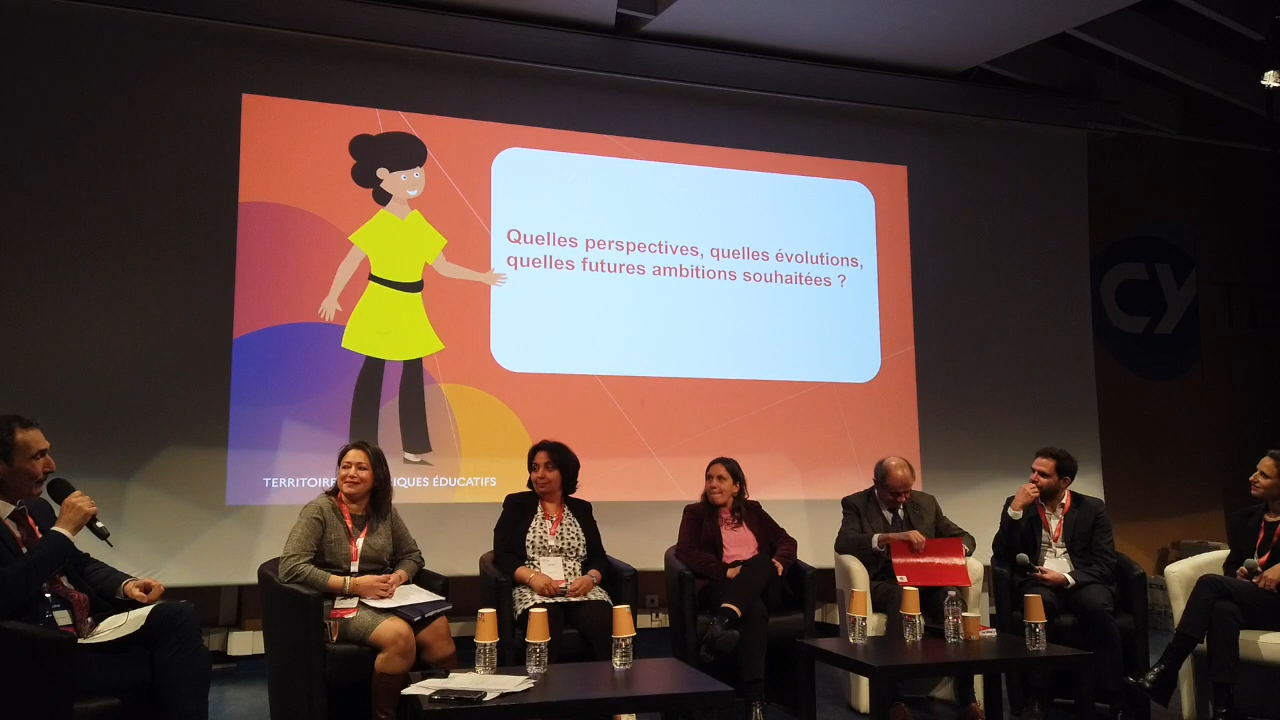 Quelles perspectives, quelles évolutions,
quelles futures ambitions souhaitées ?
CY
TERRITOIRE IQUES ÉDUCATIFS